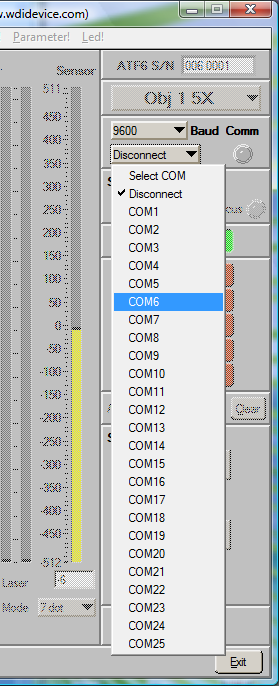 w.wdidevice.com)
Parameter! Led!
Sensor
511
450
400
350
300
250
200
150
100
50
0
-50
-100
-150
-200
-250
-300
-350
-400
-450
-512
Laser -6
Mode 7 dot
ATF6 S/N 006.0001
Obj 1 5X
9600 Baud Comm
Disconnect
Select COM
Disconnect
COM1
COM2
COM3
COM4
COM5
COM6
COM7
COM8
COM9
COM10
COM11
COM12
COM13
COM14
COM15
COM16
COM17
COM18
COM19
COM20
COM21
COM22
COM23
COM24
COM25
cus
Clear
Exit